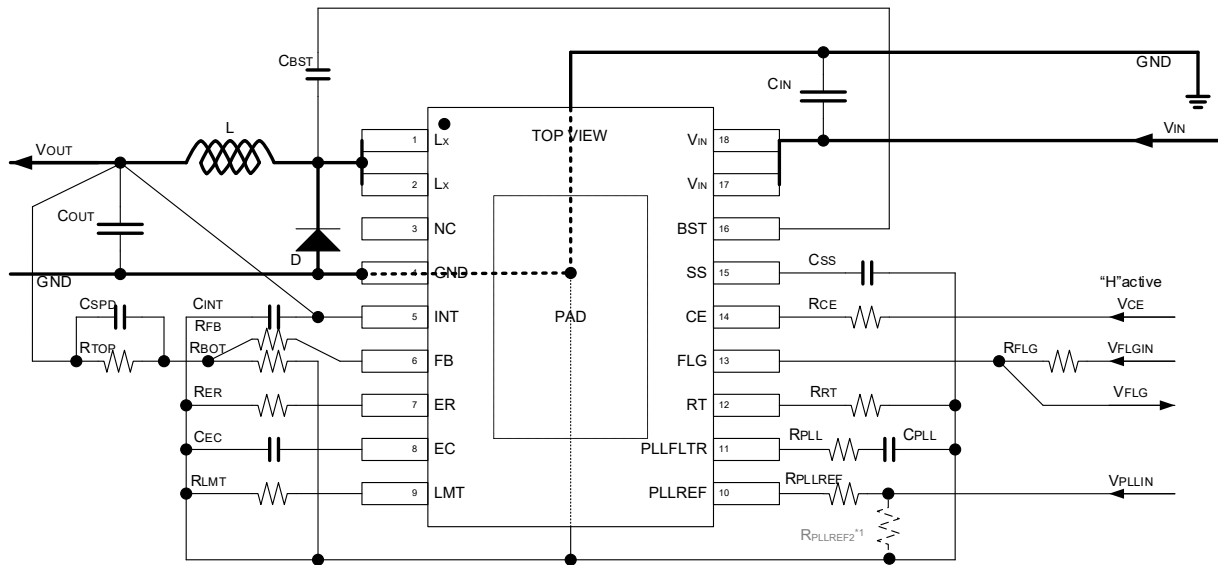 CBST
GND
CIN
TOP VIEW
L
VOUT
1 LX
VIN 18
VIN
2 LX
VIN 17
COUT
3 NC
BST 16
D
GND
4 GND
SS 15
CSS
"H"active
CSPD
CINT
5 INT
PAD
CE 14
RCE
VCE
RFB
RTOP
RBOT
6 FB
FLG 13
RFLG
VFLGIN
RER
7 ER
RT 12
RRT
VFLG
CEC
8 EC
PLLFLTR 11
RPLL
CPLL
RLMT
9 LMT
PLLREF 10
RPLLREF
VPLLIN
RPLLREF2*1